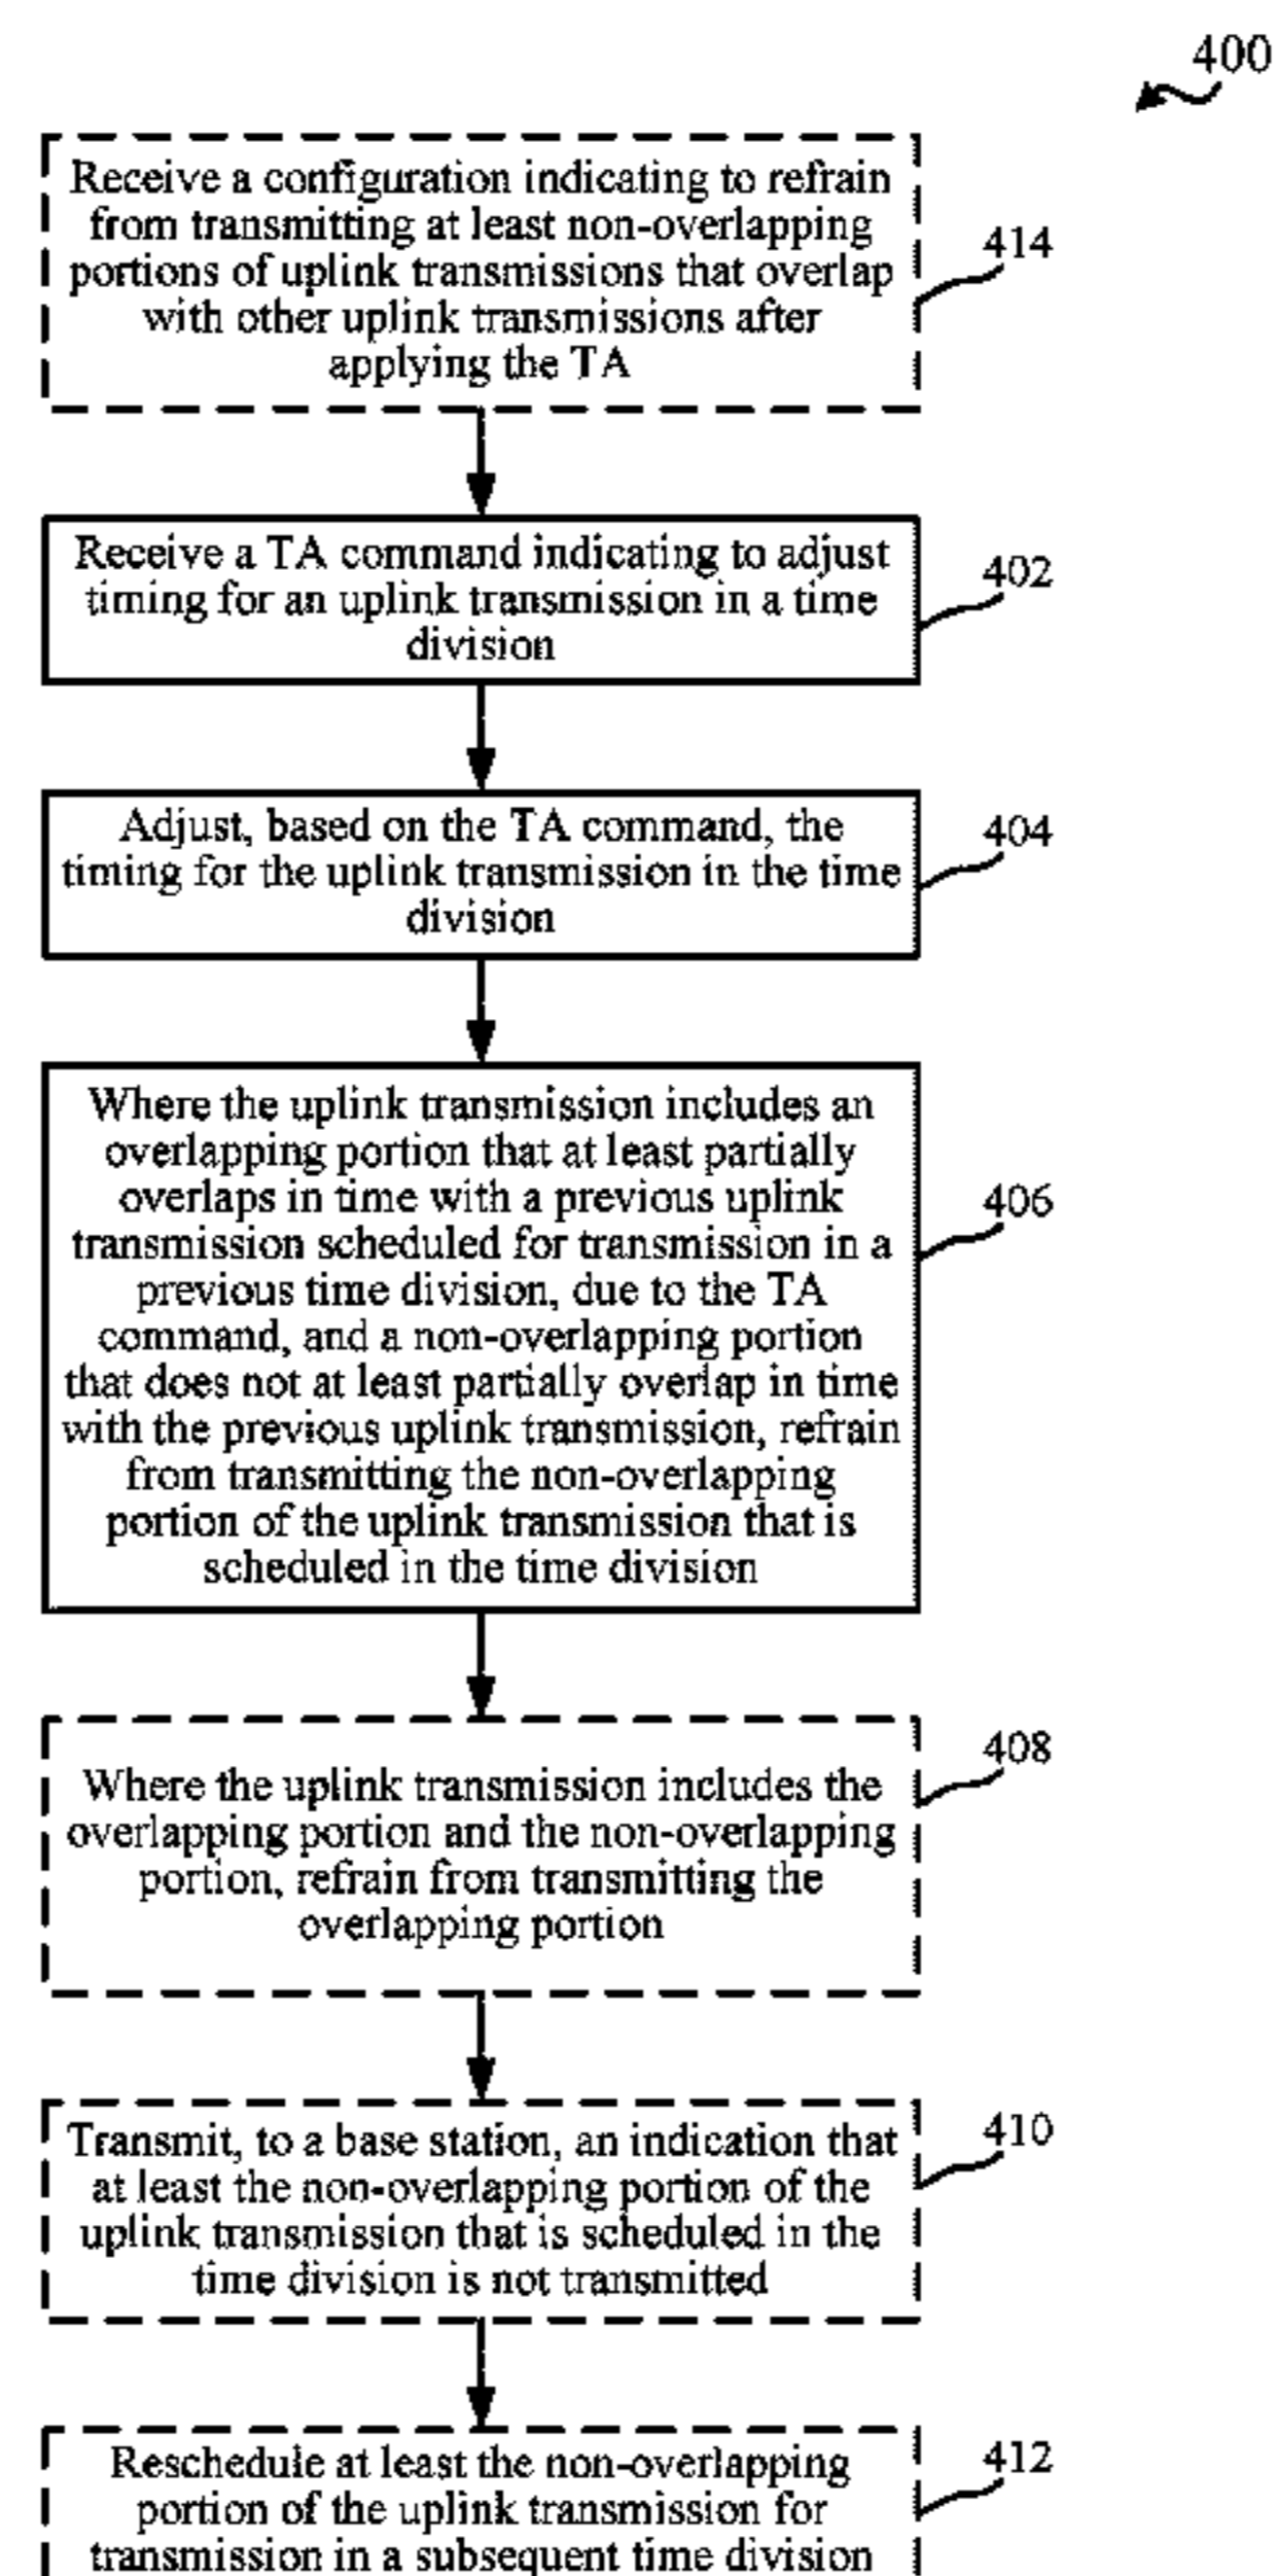 400
Receive a configuration indicating to refrain
from transmitting at least non-overlapping
portions of uplink transmissions that overlap
with other uplink transmissions after
applying the TA
414
Receive a TA command indicating to adjust
timing for an uplink transmission in a time
division
402
Adjust, based on the TA command, the
timing for the uplink transmission in the time
division
404
Where the uplink transmission includes an
overlapping portion that at least partially
overlaps in time with a previous uplink
transmission scheduled for transmission in a
previous time division, due to the TA
command, and a non-overlapping portion
that does not at least partially overlap in time
with the previous uplink transmission, refrain
from transmitting the non-overlapping
portion of the uplink transmission that is
scheduled in the time division
406
Where the uplink transmission includes the
overlapping portion and the non-overlapping
portion, refrain from transmitting the
overlapping portion
408
Transmit, to a base station, an indication that
at least the non-overlapping portion of the
uplink transmission that is scheduled in the
time division is not transmitted
410
Reschedule at least the non-overlapping
portion of the uplink transmission for
transmission in a subsequent time division
412